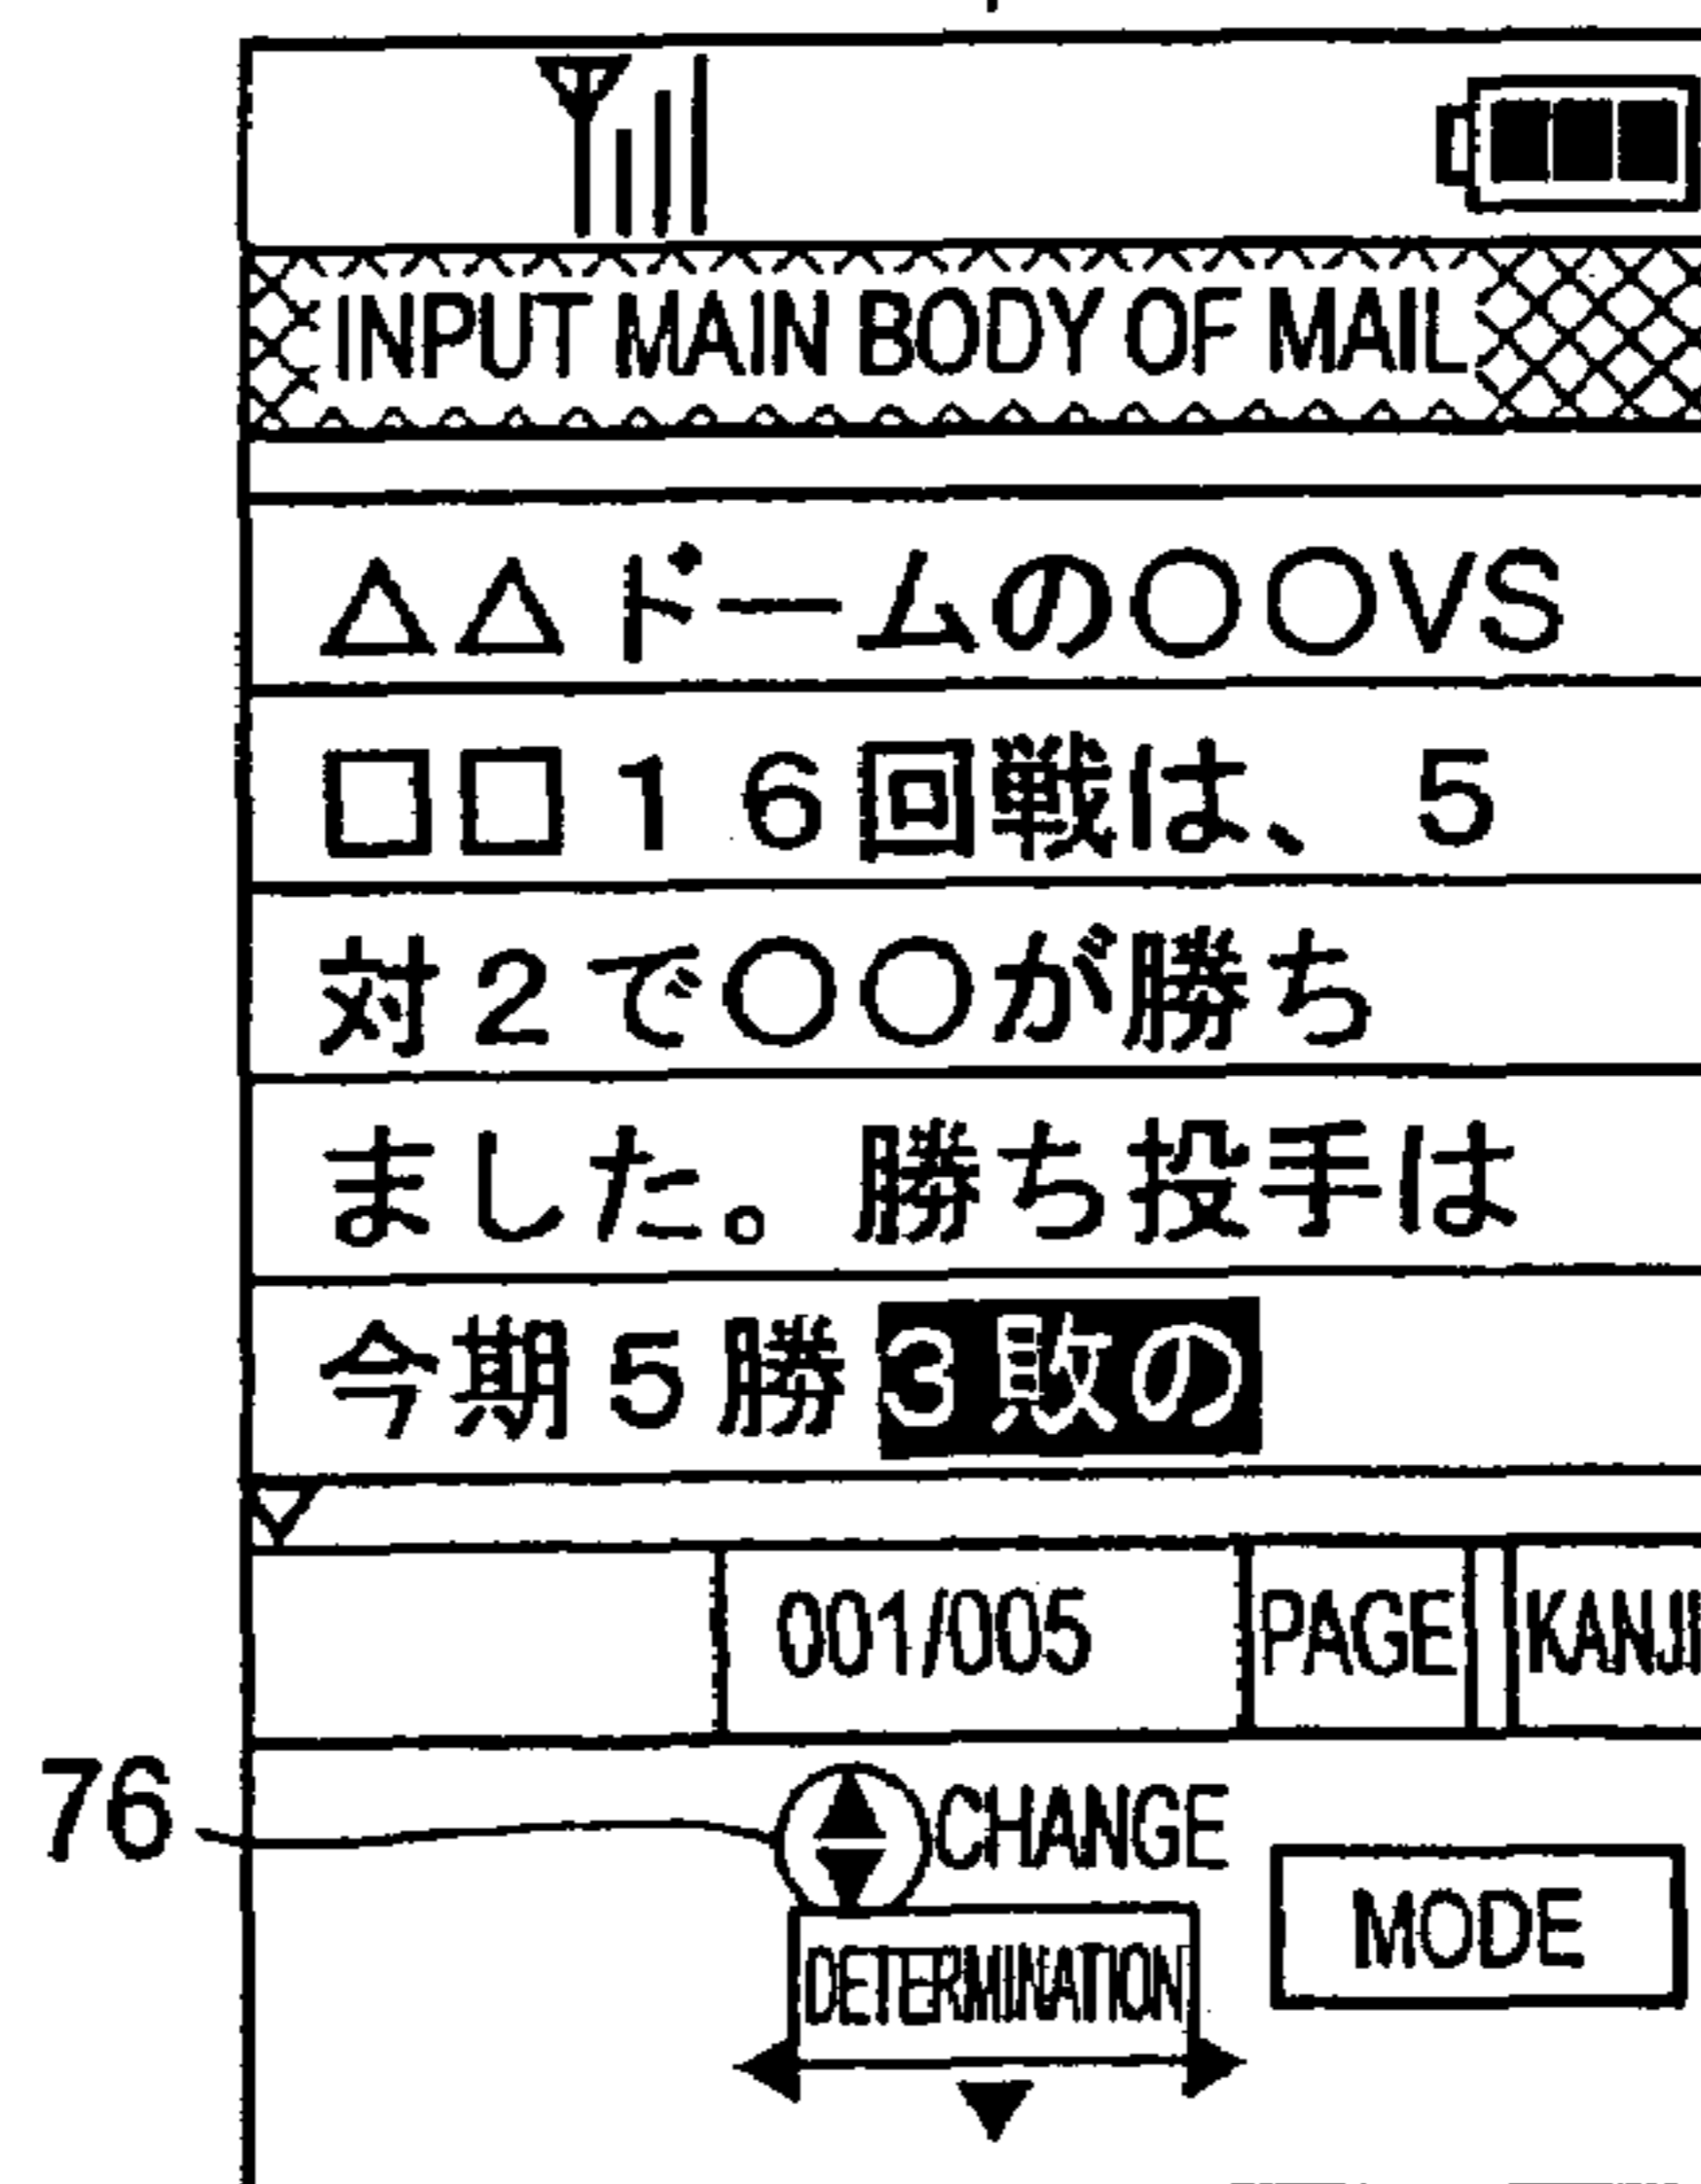 INPUT MAIN BODY OF MAIL
△△ドームの○○VS
□□16回戦は、5
対2で○○が勝ち
ました。勝ち投手は
今期5勝3敗の
001/005 PAGE KANJI
76
CHANGE
MODE
DETERMINATION